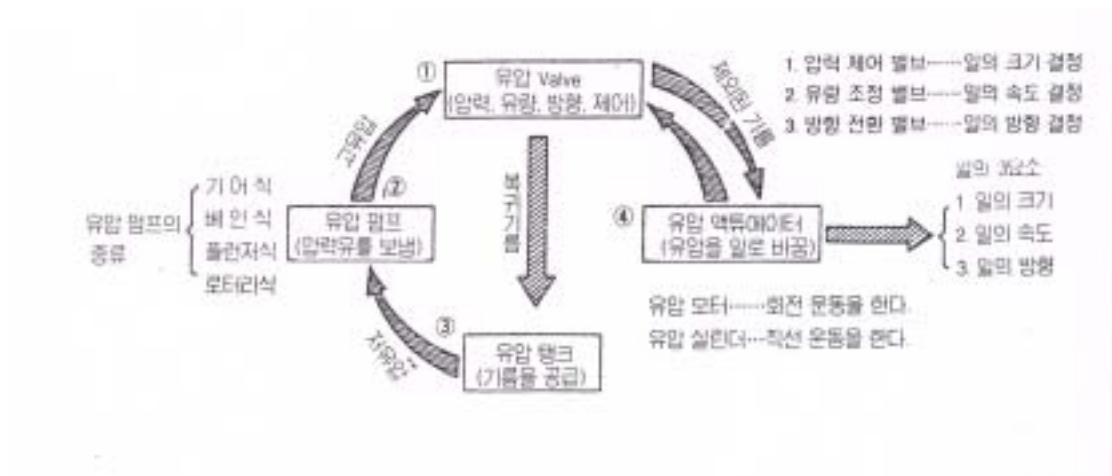 ①
유압 Valve
(압력, 유량, 방향, 제어)
제외된 기름
1. 압력 제어 밸브……일의 크기 결정
2. 유량 조정 밸브……일의 속도 결정
3. 방향 전환 밸브……일의 방향 결정
고유압
복구기름
유압 펌프의
종류
기어식
베인식
플런저식
로터리식
②
유압 펌프
(압력유를 보냄)
④
유압 액튜에이터
(유압을 일로 바꿈)
일의
1 일의 크기
2. 일의 속도
3. 일의 방향
유압 모터……회전 운동을 한다.
유압 실린더…직선 운동을 한다.
③
저유압
유압 탱크
(기름을 공급)